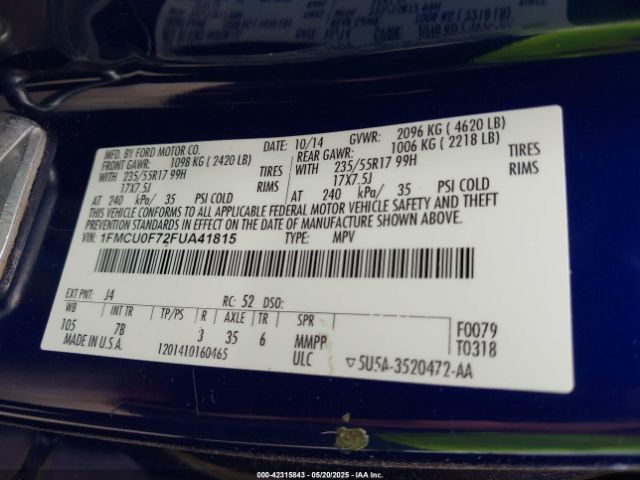 MFD. BY FORD MOTOR CO.
DATE: 10/14 GVWR: 2096 KG ( 4620 LB)
FRONT GAWR: 1098 KG ( 2420 LB)
REAR GAWR: 1006 KG ( 2218 LB)
WITH 235/55R17 99H TIRES
WITH 235/55R17 99H TIRES
17X7.5J RIMS
17X7.5J RIMS
AT 240 kPa/ 35 PSI COLD
AT 240 kPa/ 35 PSI COLD
THIS VEHICLE CONFORMS TO ALL APPLICABLE FEDERAL MOTOR VEHICLE SAFETY AND THEFT
PREVENTION STANDARDS IN EFFECT ON THE DATE OF MANUFACTURE SHOWN ABOVE.
VIN: 1FMCU0F72FUA41815 TYPE: MPV
EXT PNT: J4 RC: 52 DSO:
WB INT TR TP/PS R AXLE TR SPR
105 7B 3 35 6 MMPP F0079
MADE IN U.S.A. 1201410160465 ULC T0318
▽5U5A-3520472-AA
000-42315843 | 05/20/2025 | IAA Inc.